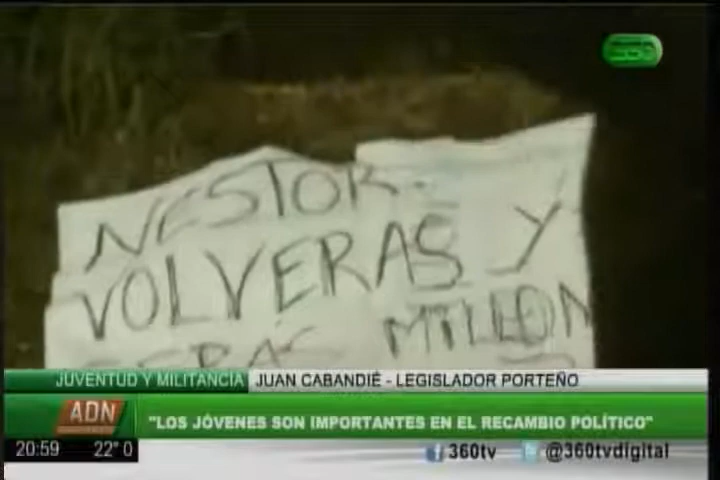 NESTOR
VOLVERAS Y
SERÁS MILLON
JUVENTUD Y MILITANCIA JUAN CABANDIÉ - LEGISLADOR PORTEÑO
ADN "LOS JÓVENES SON IMPORTANTES EN EL RECAMBIO POLÍTICO"
20:59 22° 0 360tv @360tvdigital